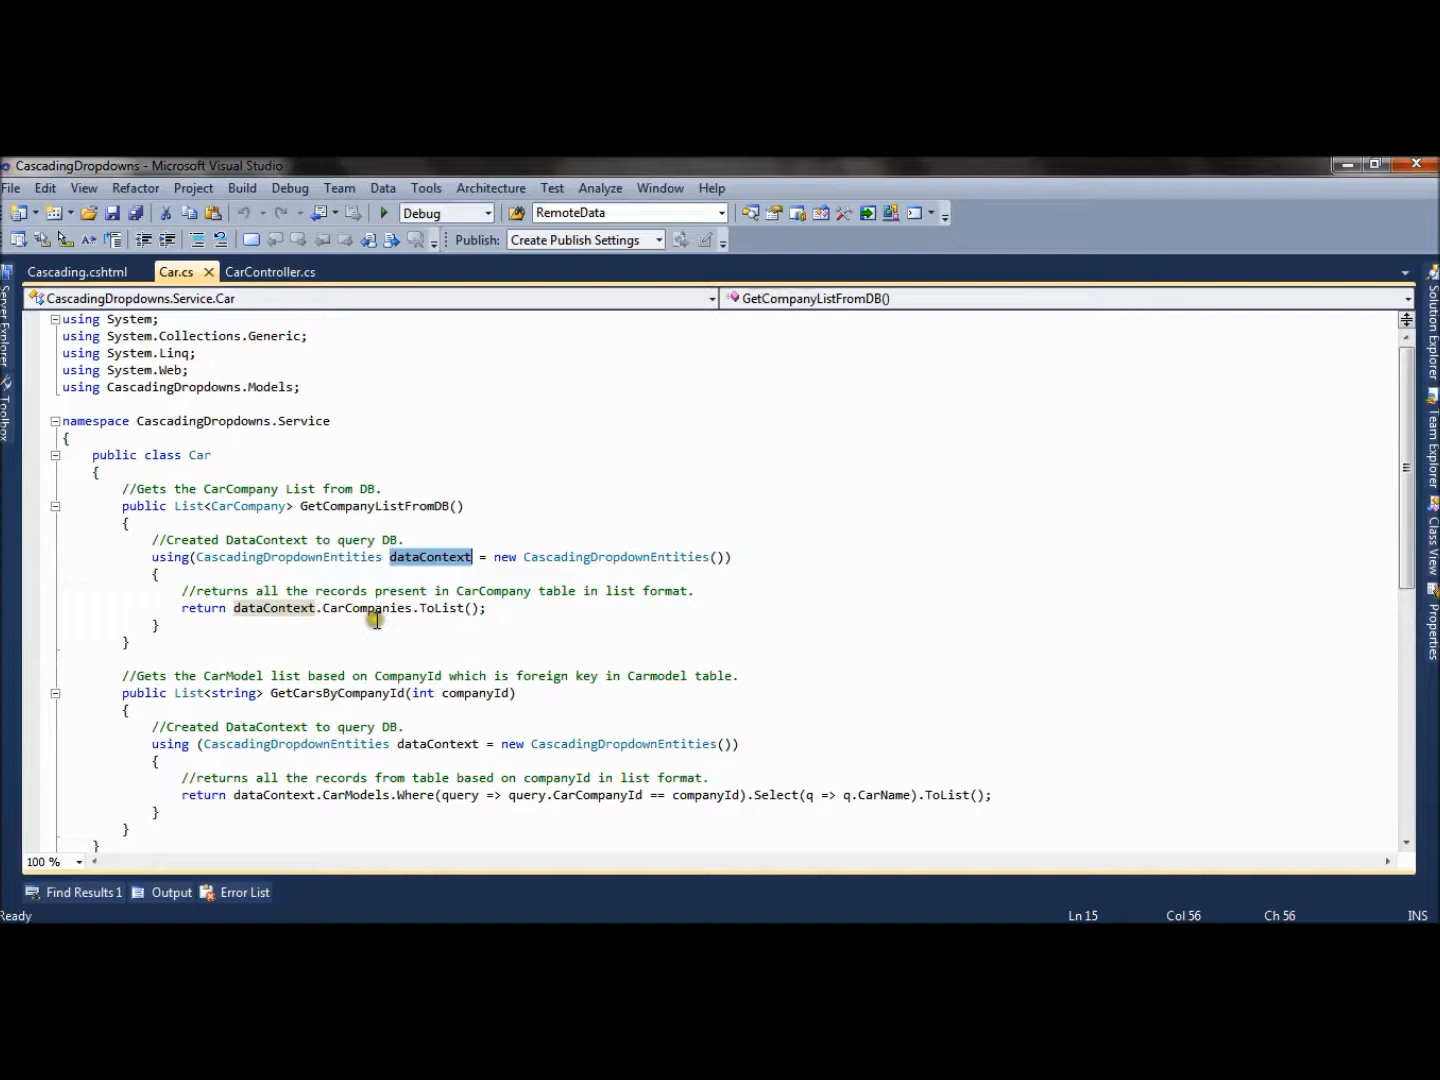 CascadingDropdowns - Microsoft Visual Studio
File Edit View Refactor Project Build Debug Team Data Tools Architecture Test Analyze Window Help
Debug RemoteData
Publish: Create Publish Settings
Cascading.cshtml Car.cs CarController.cs
CascadingDropdowns.Service.Car GetCompanyListFromDB()
using System;
using System.Collections.Generic;
using System.Linq;
using System.Web;
using CascadingDropdowns.Models;
namespace CascadingDropdowns.Service
{
public class Car
{
//Gets the CarCompany List from DB.
public List<CarCompany> GetCompanyListFromDB()
{
//Created DataContext to query DB.
using(CascadingDropdownEntities dataContext = new CascadingDropdownEntities())
{
//returns all the records present in CarCompany table in list format.
return dataContext.CarCompanies.ToList();
}
}
//Gets the CarModel list based on CompanyId which is foreign key in Carmodel table.
public List<string> GetCarsByCompanyId(int companyId)
{
//Created DataContext to query DB.
using (CascadingDropdownEntities dataContext = new CascadingDropdownEntities())
{
//returns all the records from table based on companyId in list format.
return dataContext.CarModels.Where(query => query.CarCompanyId == companyId).Select(q => q.CarName).ToList();
}
}
}
100 %
Find Results 1 Output Error List
Ready Ln 15 Col 56 Ch 56 INS
Server Explorer
Toolbox
Solution Explorer
Team Explorer
Class View
Properties